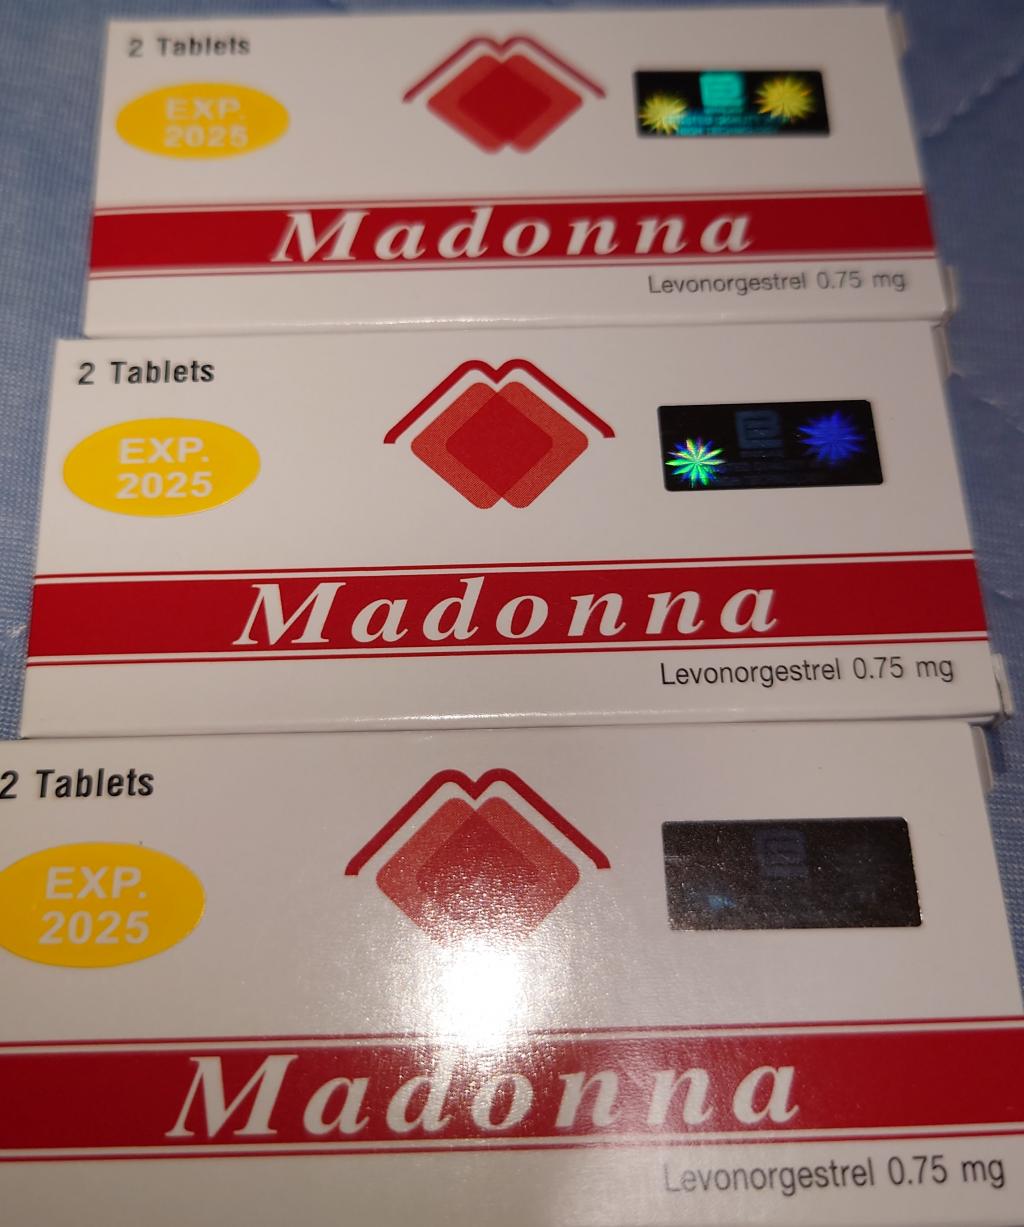 2 Tablets
EXP.
2025
Madonna
Levonorgestrel 0.75 mg
2 Tablets
EXP.
2025
Madonna
Levonorgestrel 0.75 mg
2 Tablets
EXP.
2025
Madonna
Levonorgestrel 0.75 mg